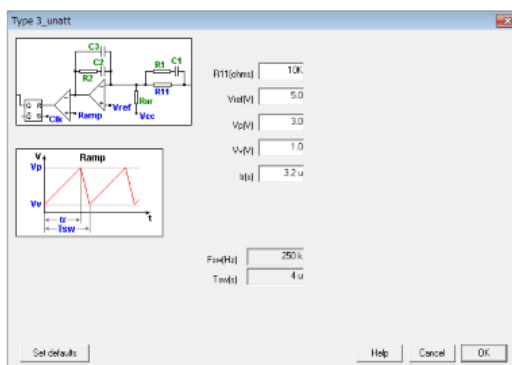 Type 3_unatt
C3
C2
R2
R1
C1
R11
Rar
Vref
Vcc
Ramp
Clk
Q
R
Q
S
R11(ohms)
10K
Vref(V)
5.0
Vp(V)
3.0
Vv(V)
1.0
tr(s)
3.2 u
V
Ramp
Vp
Vv
tr
Tsw
t
Fsw(Hz)
250 k
Tsw(s)
4 u
Set defaults
Help
Cancel
OK